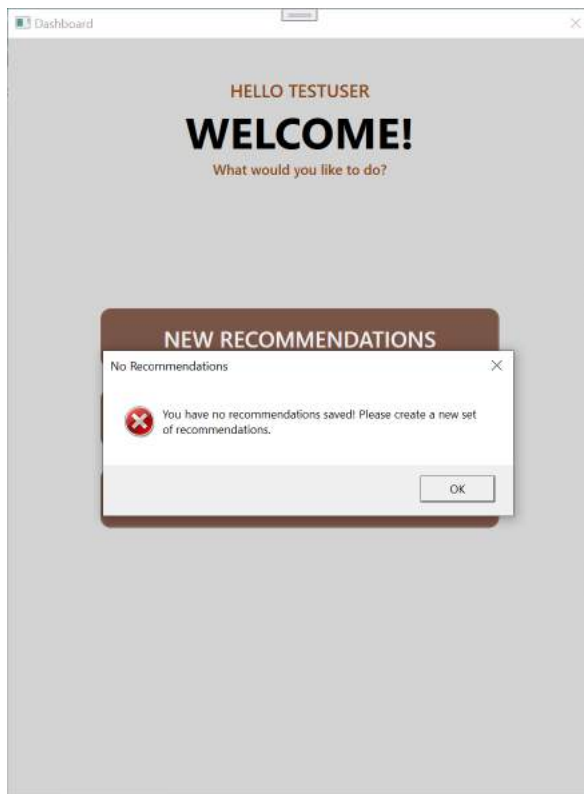 Dashboard
HELLO TESTUSER
WELCOME!
What would you like to do?
NEW RECOMMENDATIONS
No Recommendations
You have no recommendations saved! Please create a new set
of recommendations.
OK